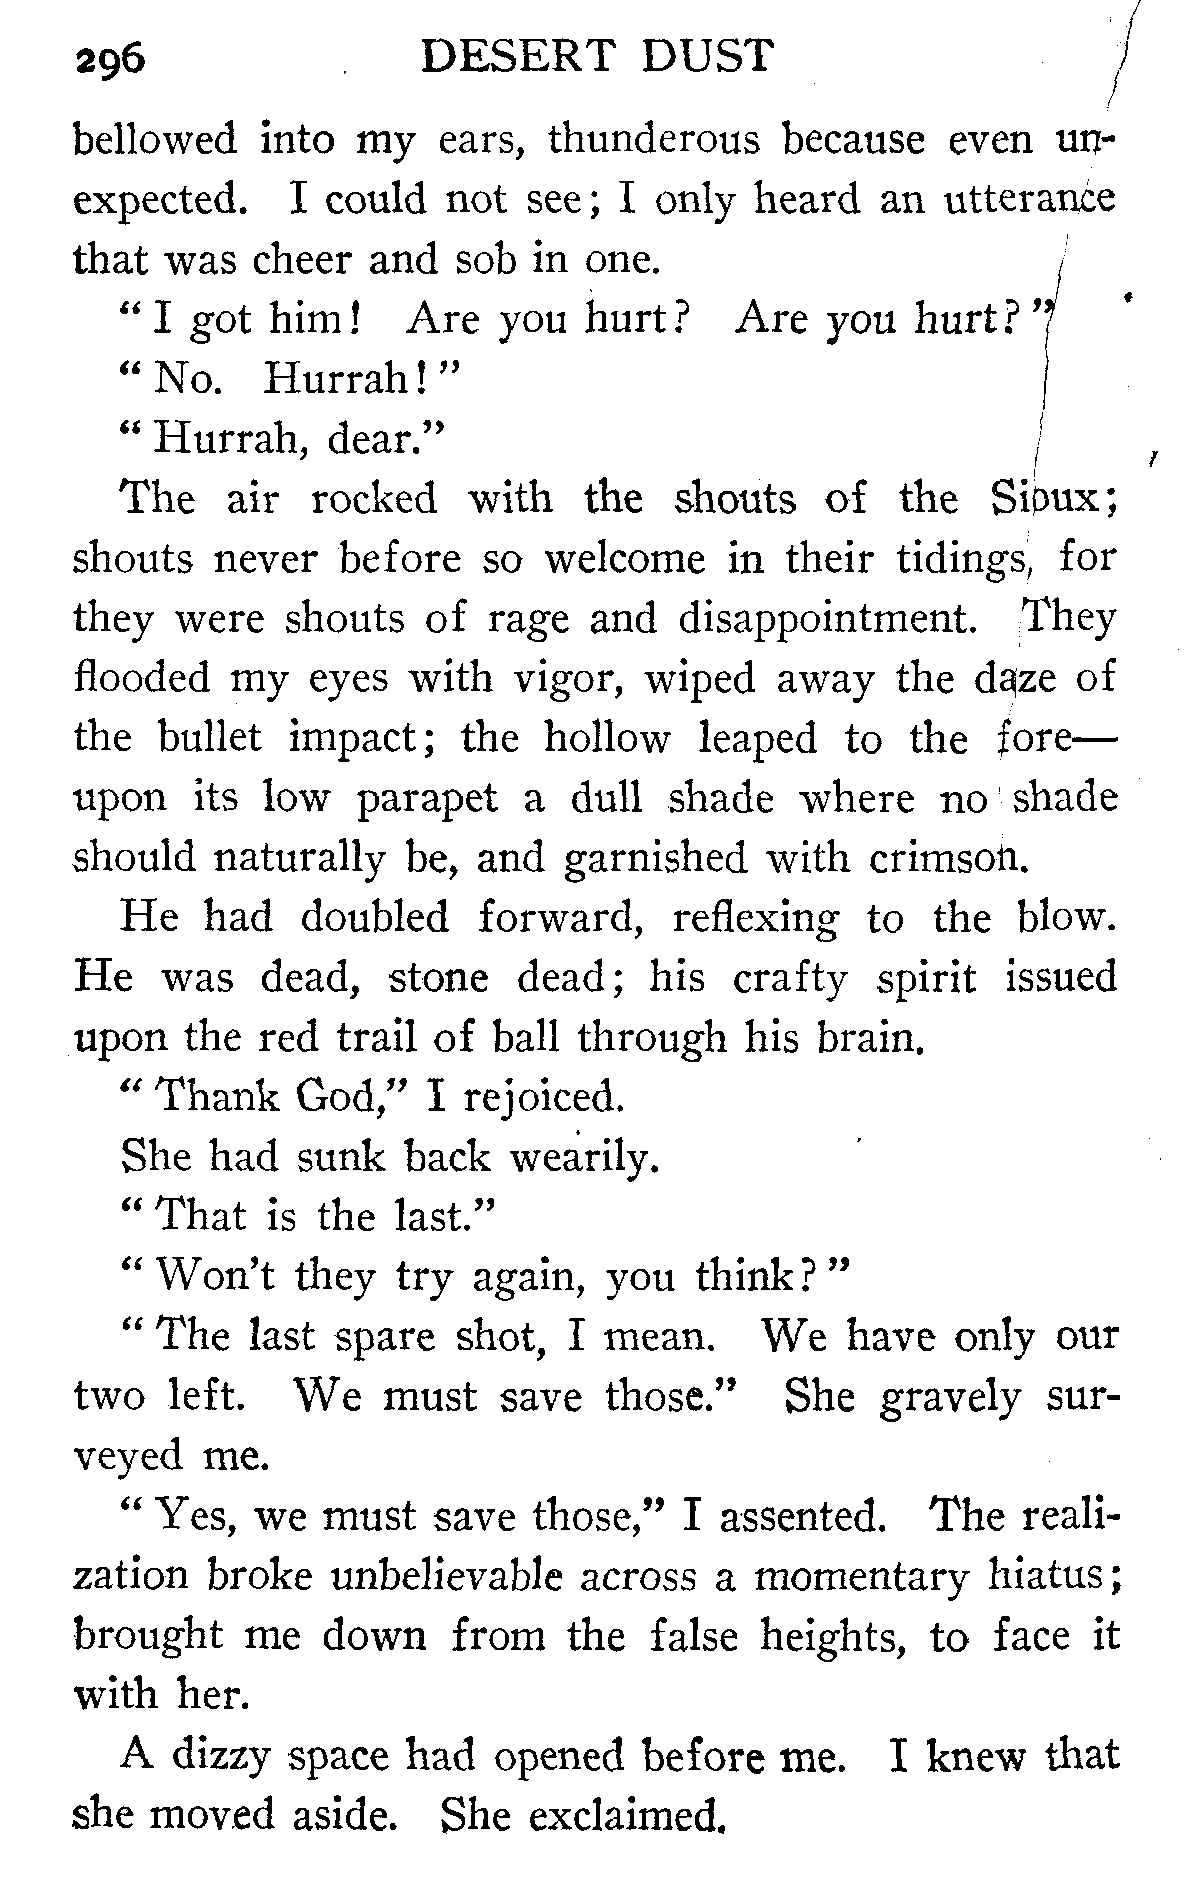 296 DESERT DUST
bellowed into my ears, thunderous because even un-
expected. I could not see; I only heard an utterance
that was cheer and sob in one.
“ I got him! Are you hurt? Are you hurt? ”
“ No. Hurrah! ”
“ Hurrah, dear.”
The air rocked with the shouts of the Sioux;
shouts never before so welcome in their tidings, for
they were shouts of rage and disappointment. They
flooded my eyes with vigor, wiped away the daze of
the bullet impact; the hollow leaped to the fore—
upon its low parapet a dull shade where no shade
should naturally be, and garnished with crimson.
He had doubled forward, reflexing to the blow.
He was dead, stone dead; his crafty spirit issued
upon the red trail of ball through his brain.
“ Thank God,” I rejoiced.
She had sunk back wearily.
“ That is the last.”
“ Won’t they try again, you think? ”
“ The last spare shot, I mean. We have only our
two left. We must save those.” She gravely sur-
veyed me.
“ Yes, we must save those,” I assented. The reali-
zation broke unbelievable across a momentary hiatus;
brought me down from the false heights, to face it
with her.
A dizzy space had opened before me. I knew that
she moved aside. She exclaimed.